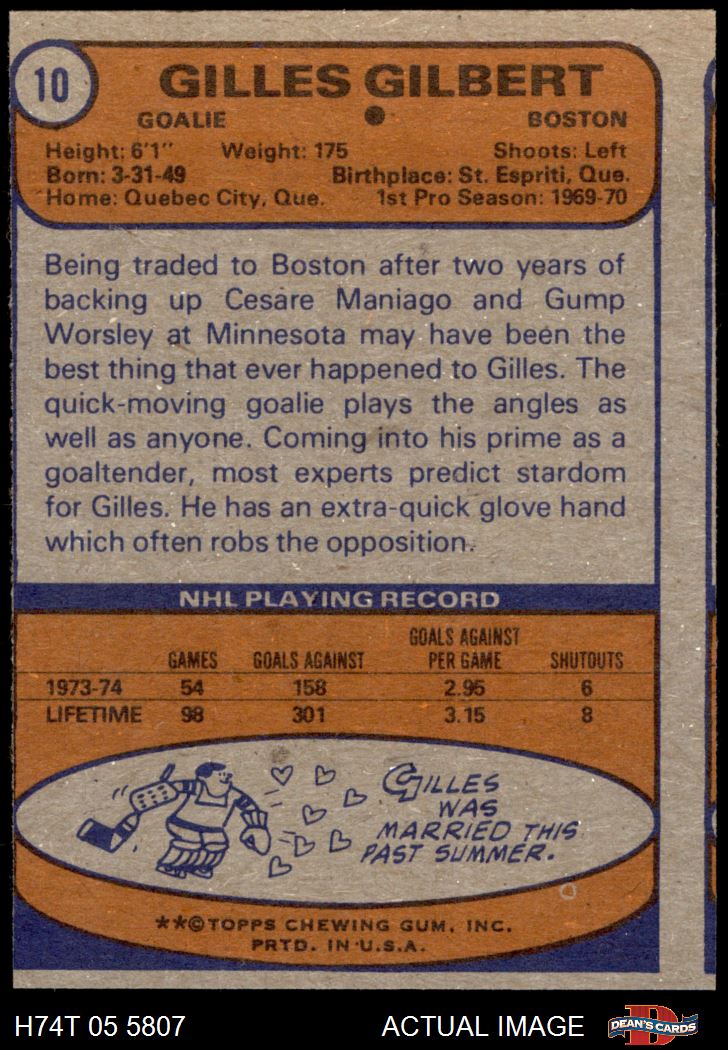 10
GILLES GILBERT
GOALIE BOSTON
Height: 6'1" Weight: 175 Shoots: Left
Born: 3-31-49 Birthplace: St. Espriti, Que.
Home: Quebec City, Que. 1st Pro Season: 1969-70
Being traded to Boston after two years of
backing up Cesare Maniago and Gump
Worsley at Minnesota may have been the
best thing that ever happened to Gilles. The
quick-moving goalie plays the angles as
well as anyone. Coming into his prime as a
goaltender, most experts predict stardom
for Gilles. He has an extra-quick glove hand
which often robs the opposition.
NHL PLAYING RECORD
GAMES GOALS AGAINST GOALS AGAINST PER GAME SHUTOUTS
1973-74 54 158 2.95 6
LIFETIME 98 301 3.15 8
GILLES
WAS
MARRIED THIS
PAST SUMMER.
**©TOPPS CHEWING GUM, INC.
PRTD. IN U.S.A.
H74T 05 5807 ACTUAL IMAGE D DEAN'S CARDS